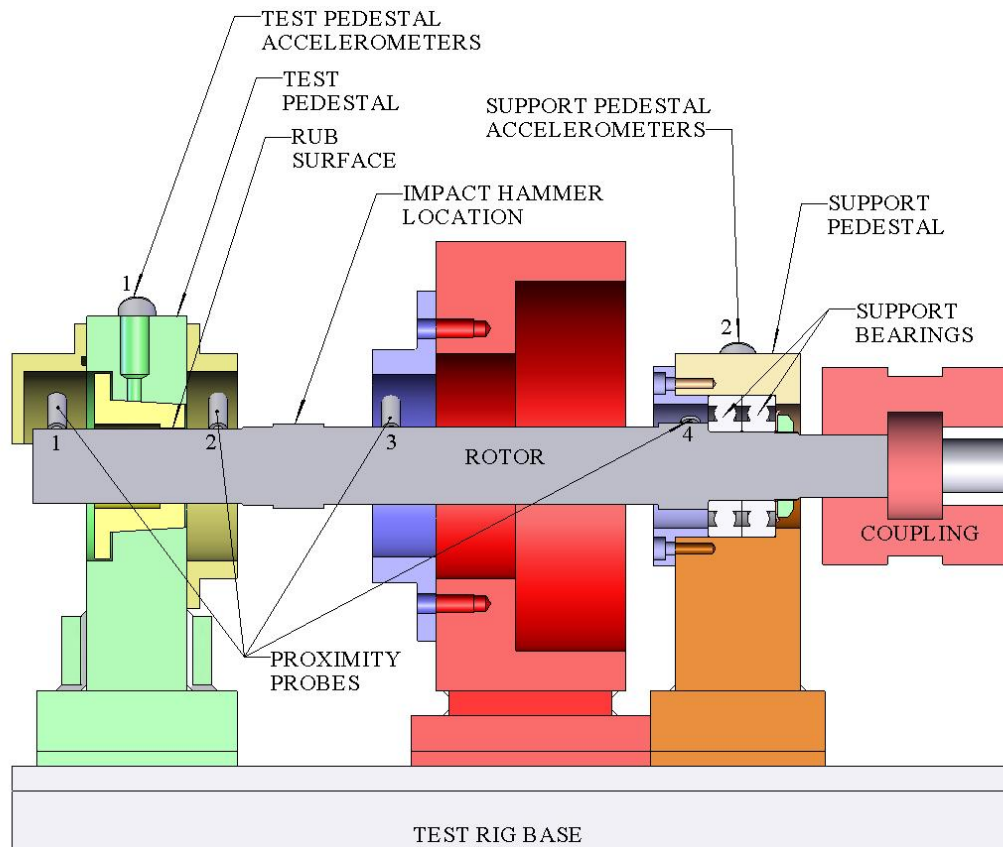 TEST PEDESTAL
ACCELEROMETERS
TEST
PEDESTAL
RUB
SURFACE
SUPPORT PEDESTAL
ACCELEROMETERS
IMPACT HAMMER
LOCATION
SUPPORT
PEDESTAL
SUPPORT
BEARINGS
1
2
1
2
3
4
ROTOR
COUPLING
PROXIMITY
PROBES
TEST RIG BASE